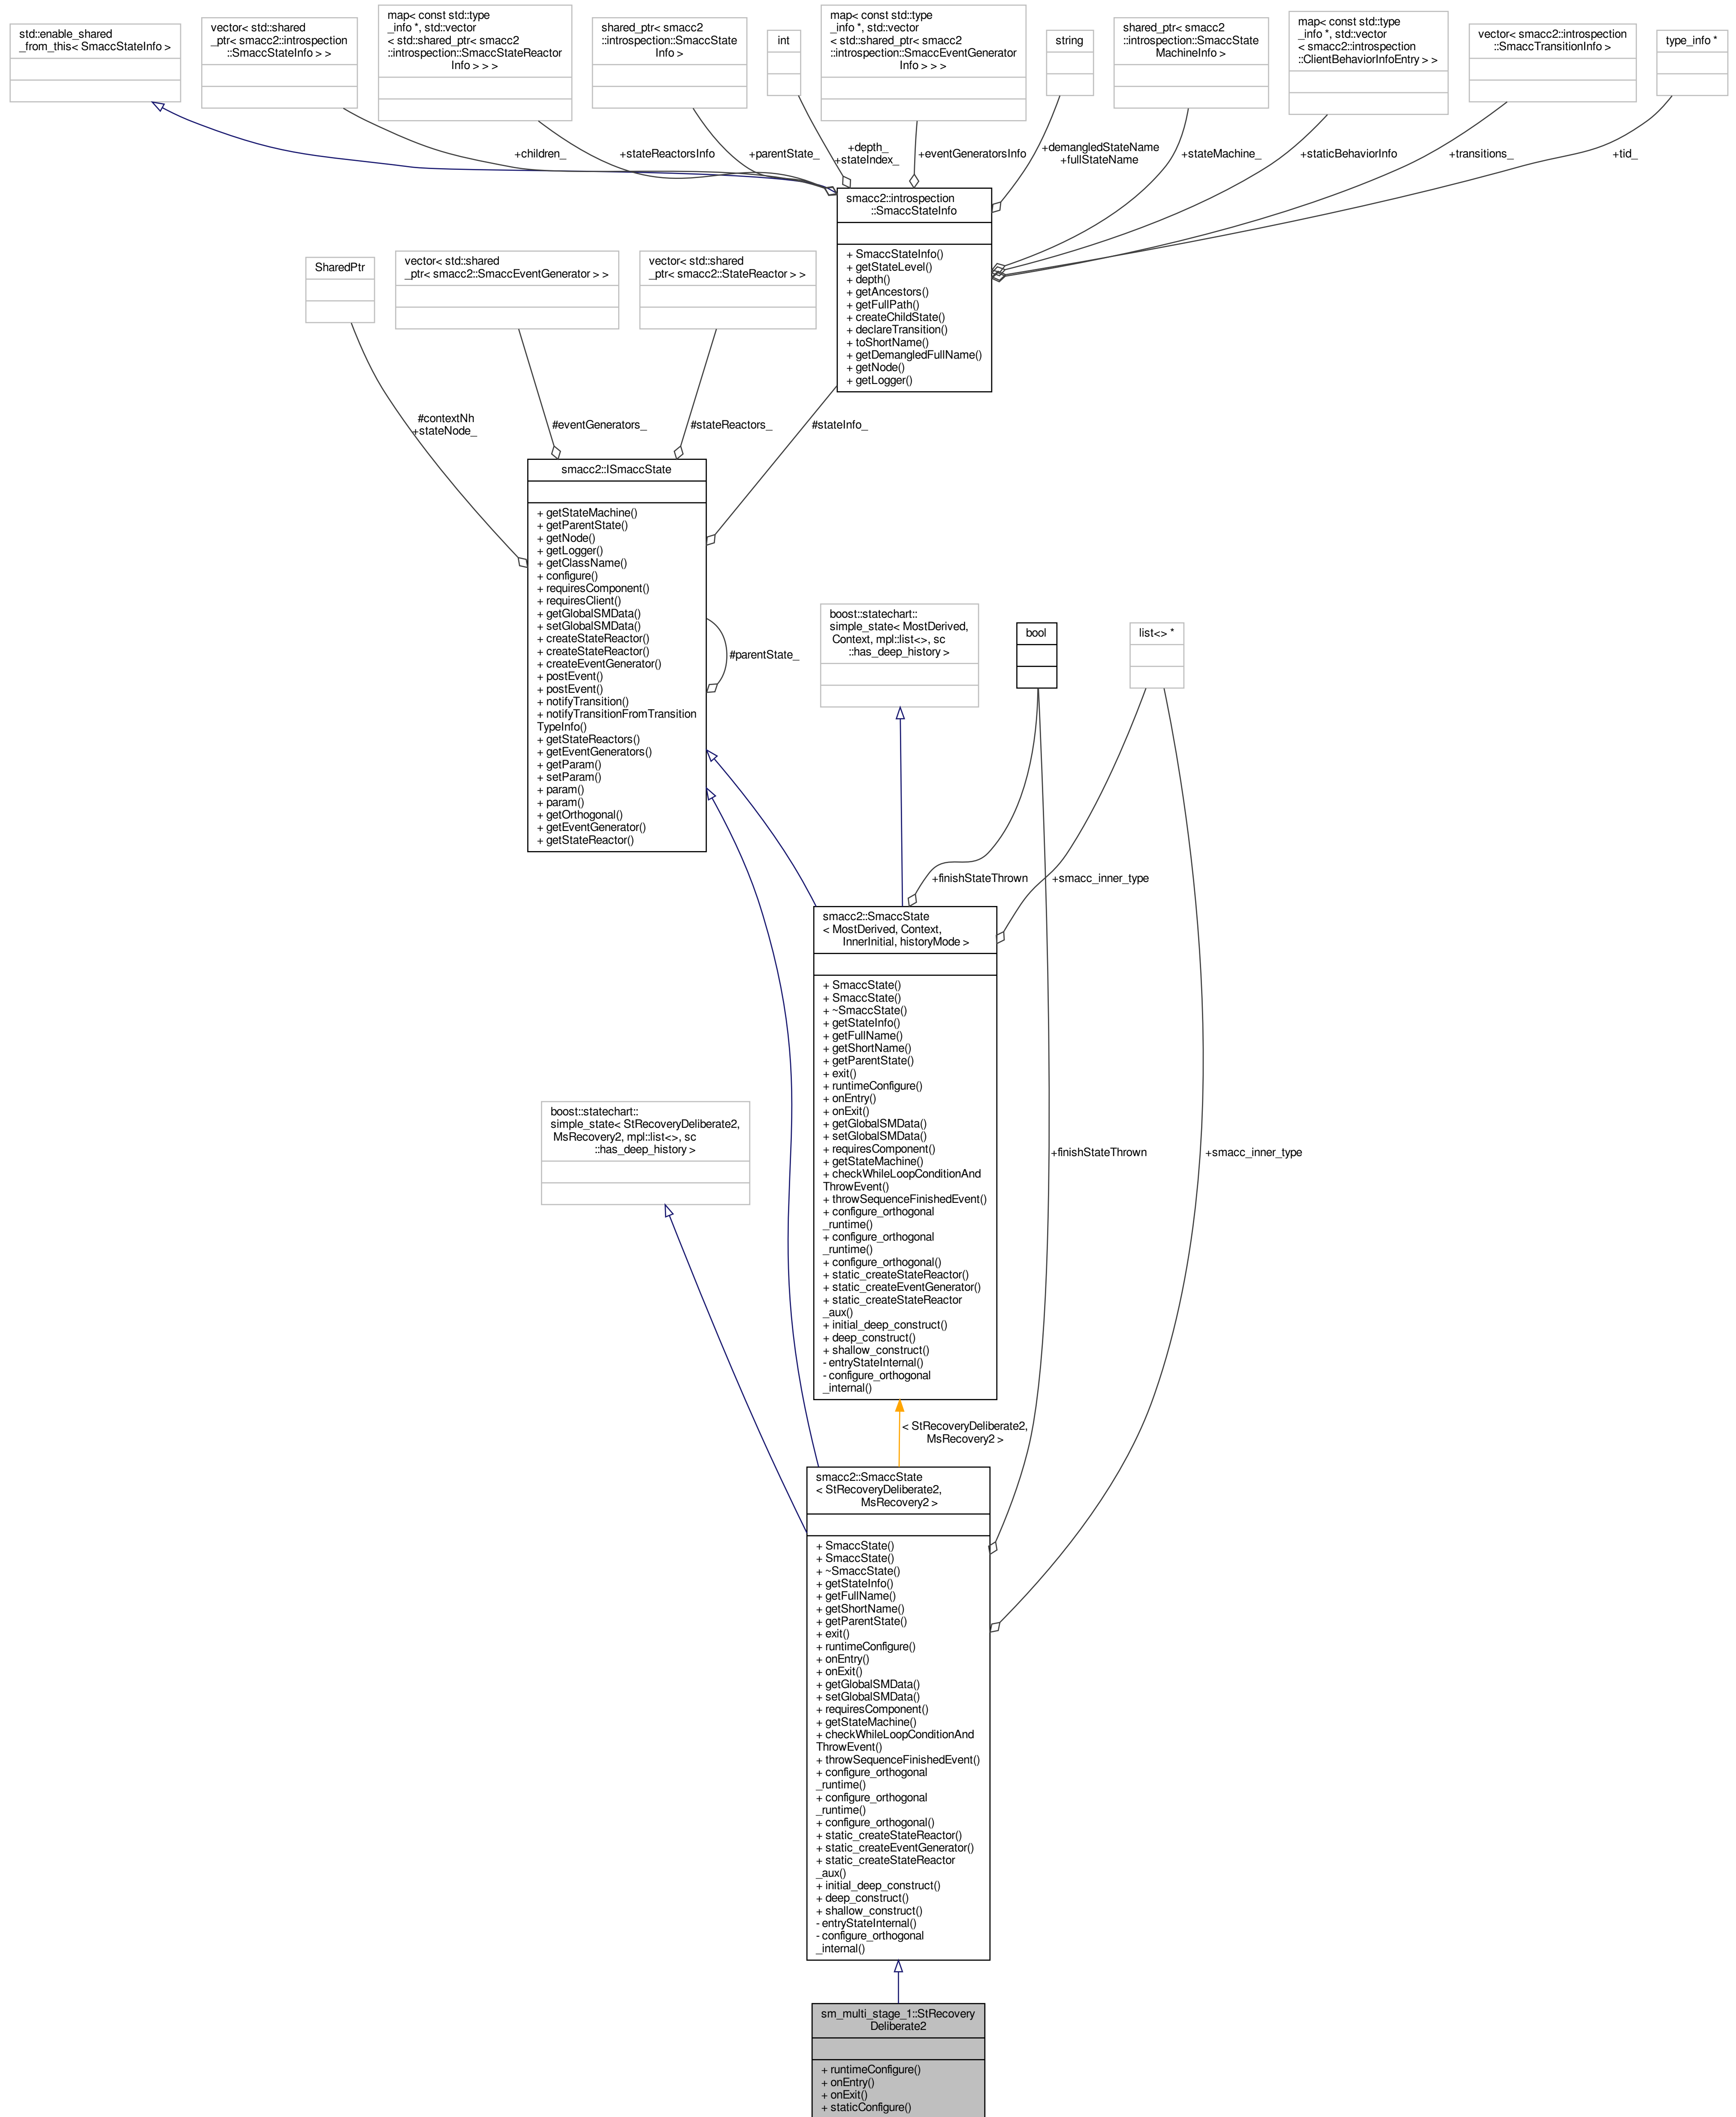 std::enable_shared
_from_this< SmaccStateInfo >
vector< std::shared
_ptr< smacc2::introspection
::SmaccStateInfo > >
map< const std::type
_info *, std::vector
< std::shared_ptr< smacc2
::introspection::SmaccStateReactor
Info > > >
shared_ptr< smacc2
::introspection::SmaccState
Info >
int
map< const std::type
_info *, std::vector
< std::shared_ptr< smacc2
::introspection::SmaccEventGenerator
Info > > >
string
shared_ptr< smacc2
::introspection::SmaccState
MachineInfo >
map< const std::type
_info *, std::vector
< smacc2::introspection
::ClientBehaviorInfoEntry > >
vector< smacc2::introspection
::SmaccTransitionInfo >
type_info *
+children_
+stateReactorsInfo
+parentState_
+depth_
+stateIndex_
+eventGeneratorsInfo
+demangledStateName
+fullStateName
+stateMachine_
+staticBehaviorInfo
+transitions_
+tid_
smacc2::introspection
::SmaccStateInfo
+ SmaccStateInfo()
+ getStateLevel()
+ depth()
+ getAncestors()
+ getFullPath()
+ createChildState()
+ declareTransition()
+ toShortName()
+ getDemangledFullName()
+ getNode()
+ getLogger()
SharedPtr
vector< std::shared
_ptr< smacc2::SmaccEventGenerator > >
vector< std::shared
_ptr< smacc2::StateReactor > >
#contextNh
+stateNode_
#eventGenerators_
#stateReactors_
#stateInfo_
smacc2::ISmaccState
+ getStateMachine()
+ getParentState()
+ getNode()
+ getLogger()
+ getClassName()
+ configure()
+ requiresComponent()
+ requiresClient()
+ getGlobalSMData()
+ setGlobalSMData()
+ createStateReactor()
+ createStateReactor()
+ createEventGenerator()
+ postEvent()
+ postEvent()
+ notifyTransition()
+ notifyTransitionFromTransition
TypeInfo()
+ getStateReactors()
+ getEventGenerators()
+ getParam()
+ setParam()
+ param()
+ param()
+ getOrthogonal()
+ getEventGenerator()
+ getStateReactor()
#parentState_
boost::statechart::
simple_state< MostDerived,
Context, mpl::list<>, sc
::has_deep_history >
bool
list<> *
+finishStateThrown
+smacc_inner_type
smacc2::SmaccState
< MostDerived, Context,
InnerInitial, historyMode >
+ SmaccState()
+ SmaccState()
+ ~SmaccState()
+ getStateInfo()
+ getFullName()
+ getShortName()
+ getParentState()
+ exit()
+ runtimeConfigure()
+ onEntry()
+ onExit()
+ getGlobalSMData()
+ setGlobalSMData()
+ requiresComponent()
+ getStateMachine()
+ checkWhileLoopConditionAnd
ThrowEvent()
+ throwSequenceFinishedEvent()
+ configure_orthogonal
_runtime()
+ configure_orthogonal
_runtime()
+ configure_orthogonal()
+ static_createStateReactor()
+ static_createEventGenerator()
+ static_createStateReactor
_aux()
+ initial_deep_construct()
+ deep_construct()
+ shallow_construct()
- entryStateInternal()
- configure_orthogonal
_internal()
boost::statechart::
simple_state< StRecoveryDeliberate2,
MsRecovery2, mpl::list<>, sc
::has_deep_history >
+finishStateThrown
+smacc_inner_type
< StRecoveryDeliberate2,
MsRecovery2 >
smacc2::SmaccState
< StRecoveryDeliberate2,
MsRecovery2 >
+ SmaccState()
+ SmaccState()
+ ~SmaccState()
+ getStateInfo()
+ getFullName()
+ getShortName()
+ getParentState()
+ exit()
+ runtimeConfigure()
+ onEntry()
+ onExit()
+ getGlobalSMData()
+ setGlobalSMData()
+ requiresComponent()
+ getStateMachine()
+ checkWhileLoopConditionAnd
ThrowEvent()
+ throwSequenceFinishedEvent()
+ configure_orthogonal
_runtime()
+ configure_orthogonal
_runtime()
+ configure_orthogonal()
+ static_createStateReactor()
+ static_createEventGenerator()
+ static_createStateReactor
_aux()
+ initial_deep_construct()
+ deep_construct()
+ shallow_construct()
- entryStateInternal()
- configure_orthogonal
_internal()
sm_multi_stage_1::StRecovery
Deliberate2
+ runtimeConfigure()
+ onEntry()
+ onExit()
+ staticConfigure()